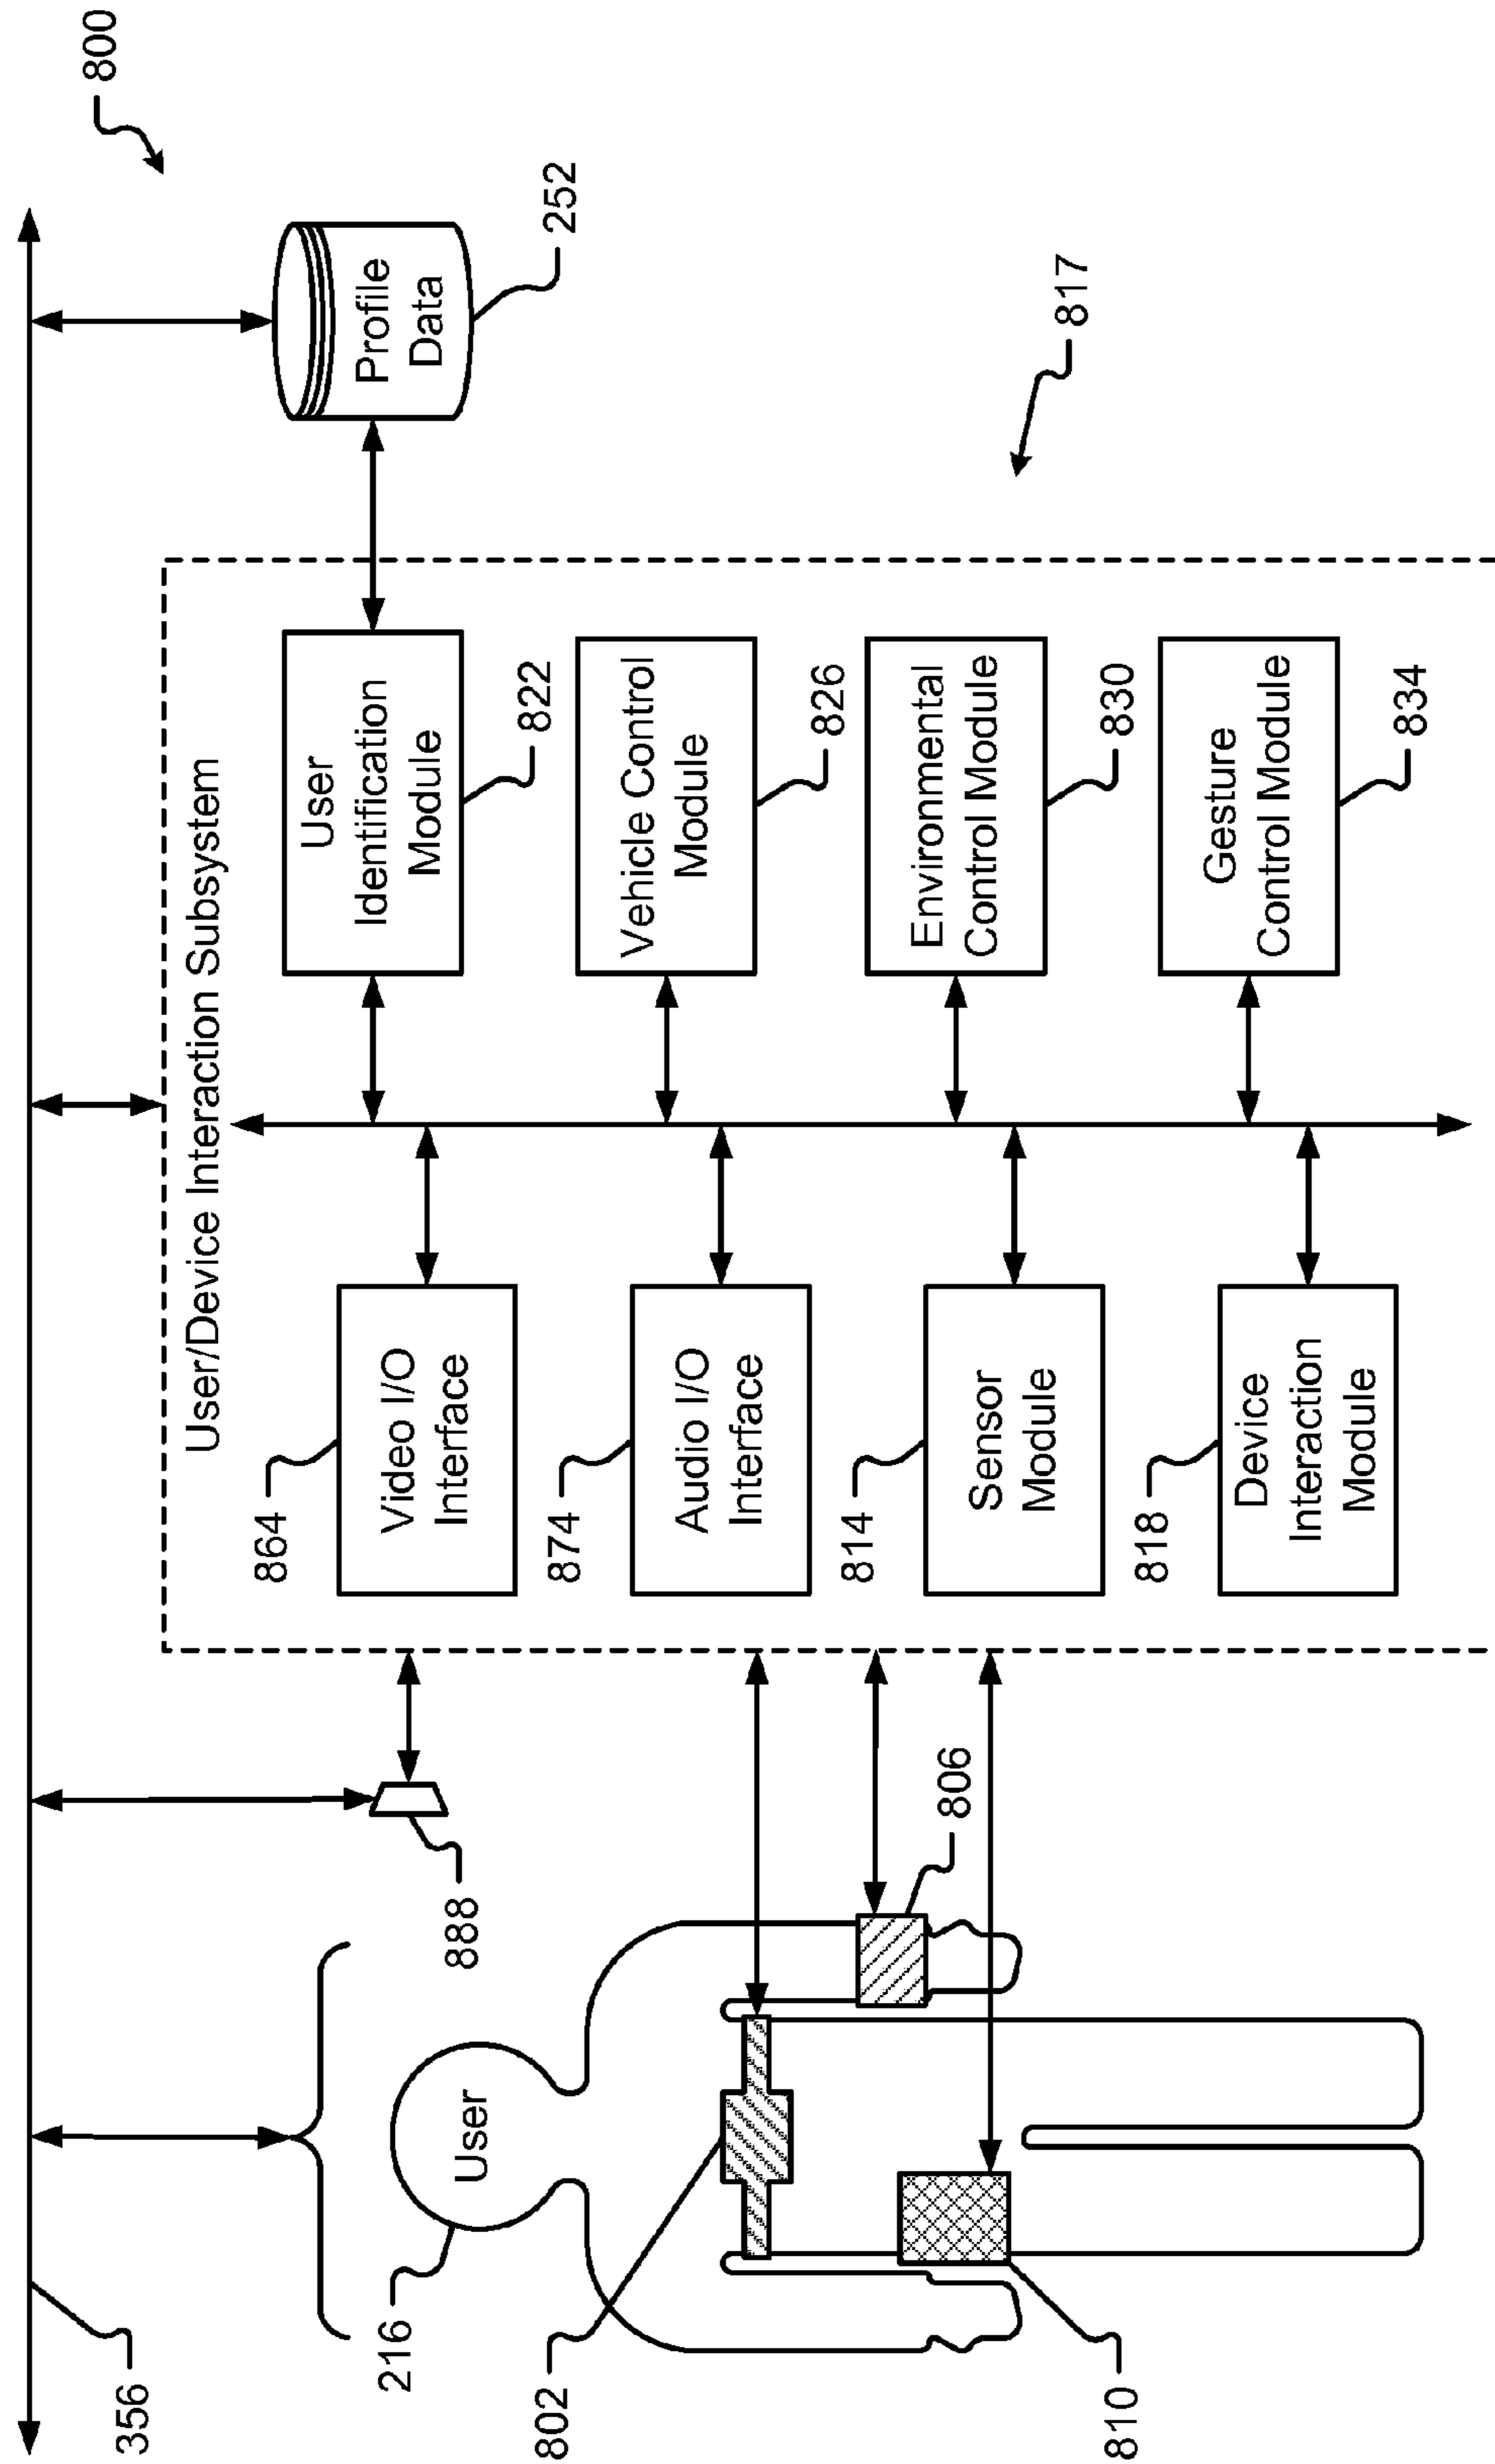 800
356
Profile
Data
252
817
User/Device Interaction Subsystem
User
Identification
Module
822
Vehicle Control
Module
826
Environmental
Control Module
830
Gesture
Control Module
834
864
Video I/O
Interface
874
Audio I/O
Interface
814
Sensor
Module
818
Device
Interaction
Module
888
806
User
216
802
810